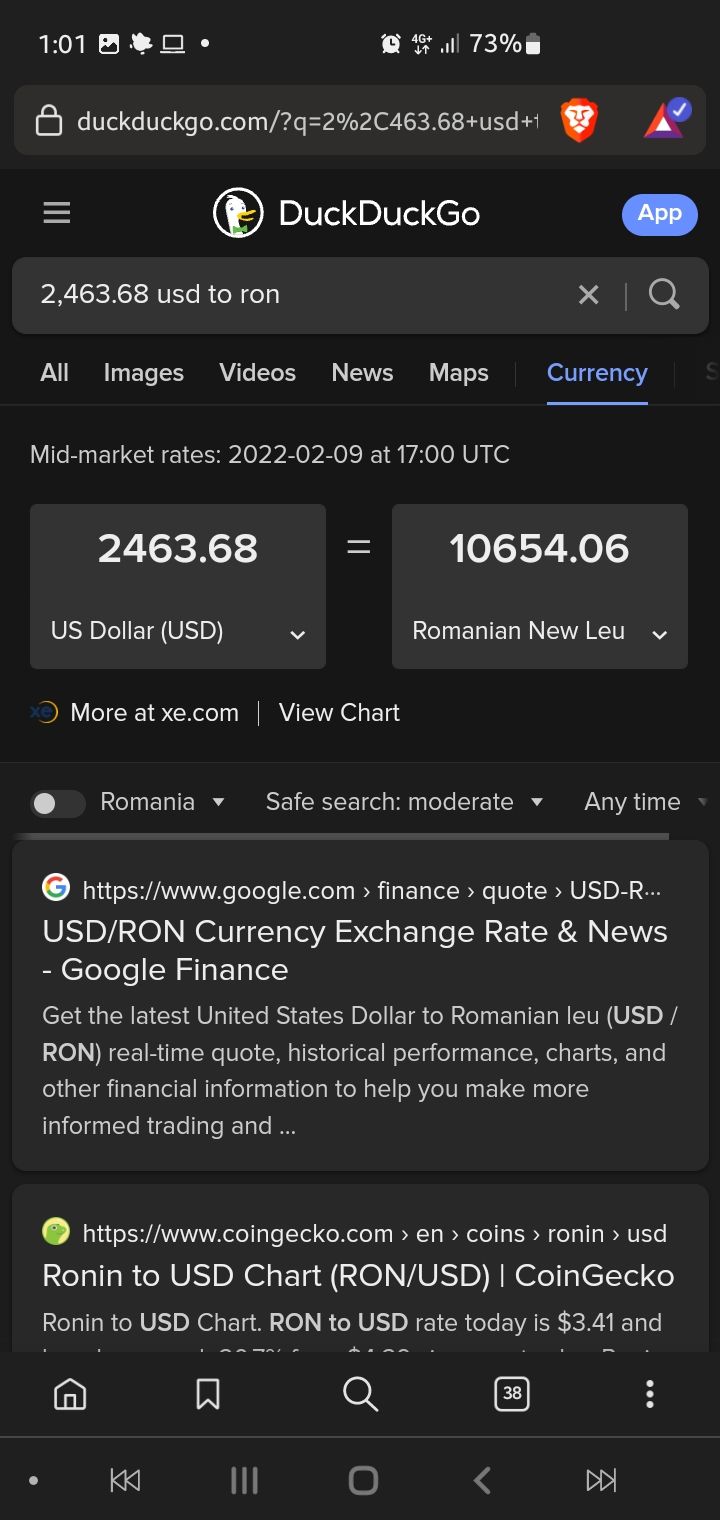 1:01
4G+
73%
duckduckgo.com/?q=2%2C463.68+usd+t
DuckDuckGo
App
2,463.68 usd to ron
All Images Videos News Maps Currency S
Mid-market rates: 2022-02-09 at 17:00 UTC
2463.68 = 10654.06
US Dollar (USD) Romanian New Leu
xe More at xe.com | View Chart
Romania Safe search: moderate Any time
https://www.google.com › finance › quote › USD-R···
USD/RON Currency Exchange Rate & News
- Google Finance
Get the latest United States Dollar to Romanian leu (USD /
RON) real-time quote, historical performance, charts, and
other financial information to help you make more
informed trading and ...
https://www.coingecko.com › en › coins › ronin › usd
Ronin to USD Chart (RON/USD) | CoinGecko
Ronin to USD Chart. RON to USD rate today is $3.41 and
38